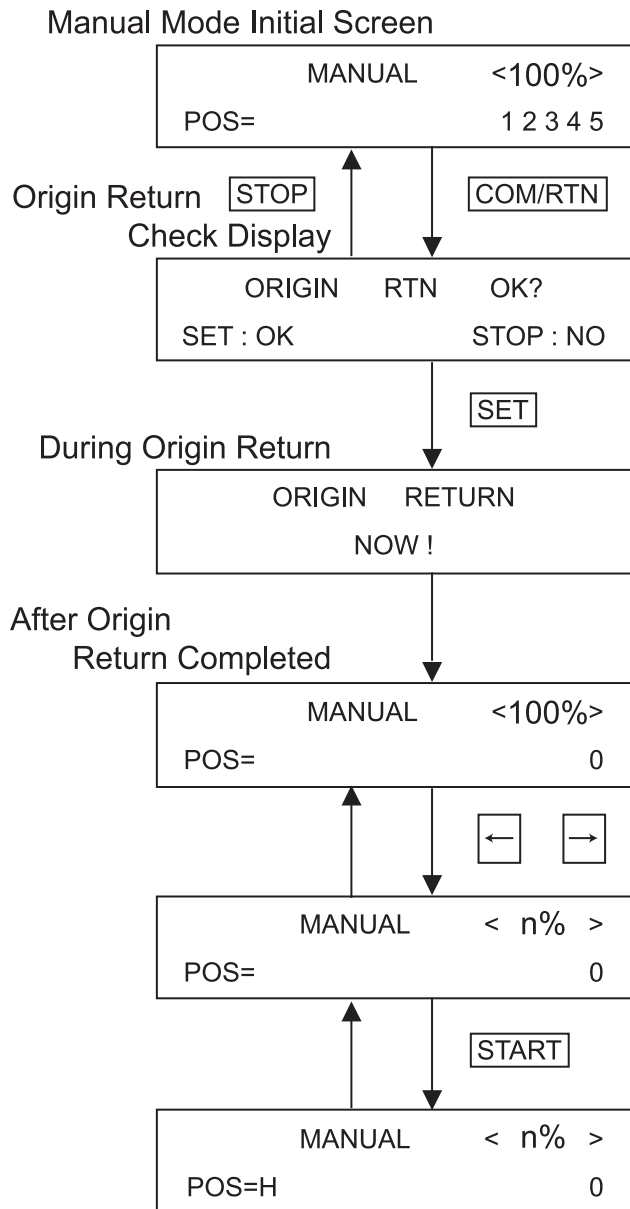 Manual Mode Initial Screen
MANUAL <100%>
POS= 1 2 3 4 5
Origin Return STOP COM/RTN
Check Display
ORIGIN RTN OK?
SET : OK STOP : NO
SET
During Origin Return
ORIGIN RETURN
NOW !
After Origin
Return Completed
MANUAL <100%>
POS= 0
← →
MANUAL < n% >
POS= 0
START
MANUAL < n% >
POS=H 0